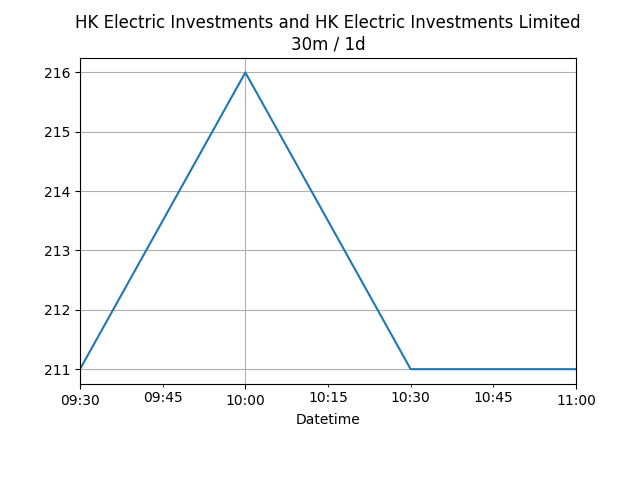 HK Electric Investments and HK Electric Investments Limited
30m / 1d
216
215
214
213
212
211
09:30 09:45 10:00 10:15 10:30 10:45 11:00
Datetime